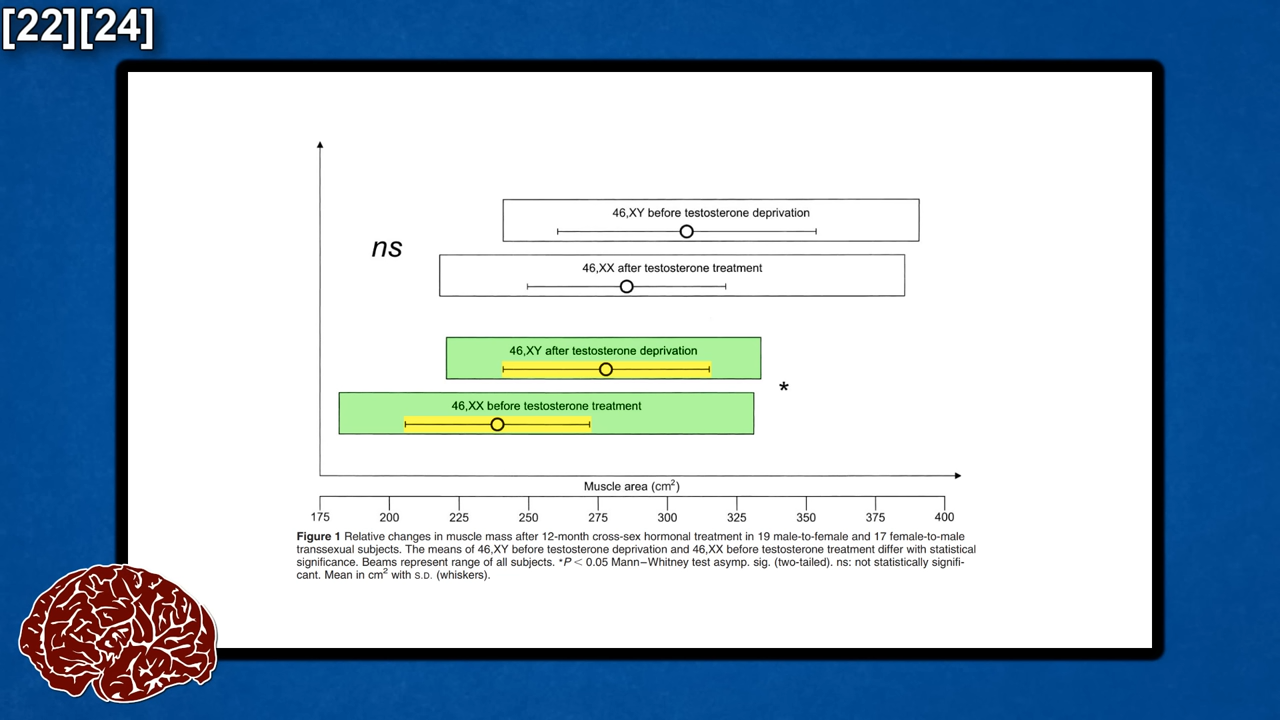 [22][24]
46,XY before testosterone deprivation
ns
46,XX after testosterone treatment
46,XY after testosterone deprivation
*
46,XX before testosterone treatment
Muscle area (cm²)
175 200 225 250 275 300 325 350 375 400
Figure 1 Relative changes in muscle mass after 12-month cross-sex hormonal treatment in 19 male-to-female and 17 female-to-male
transsexual subjects. The means of 46,XY before testosterone deprivation and 46,XX before testosterone treatment differ with statistical
significance. Beams represent range of all subjects. *P < 0.05 Mann–Whitney test asymp. sig. (two-tailed). ns: not statistically signifi-
cant. Mean in cm² with S.D. (whiskers).